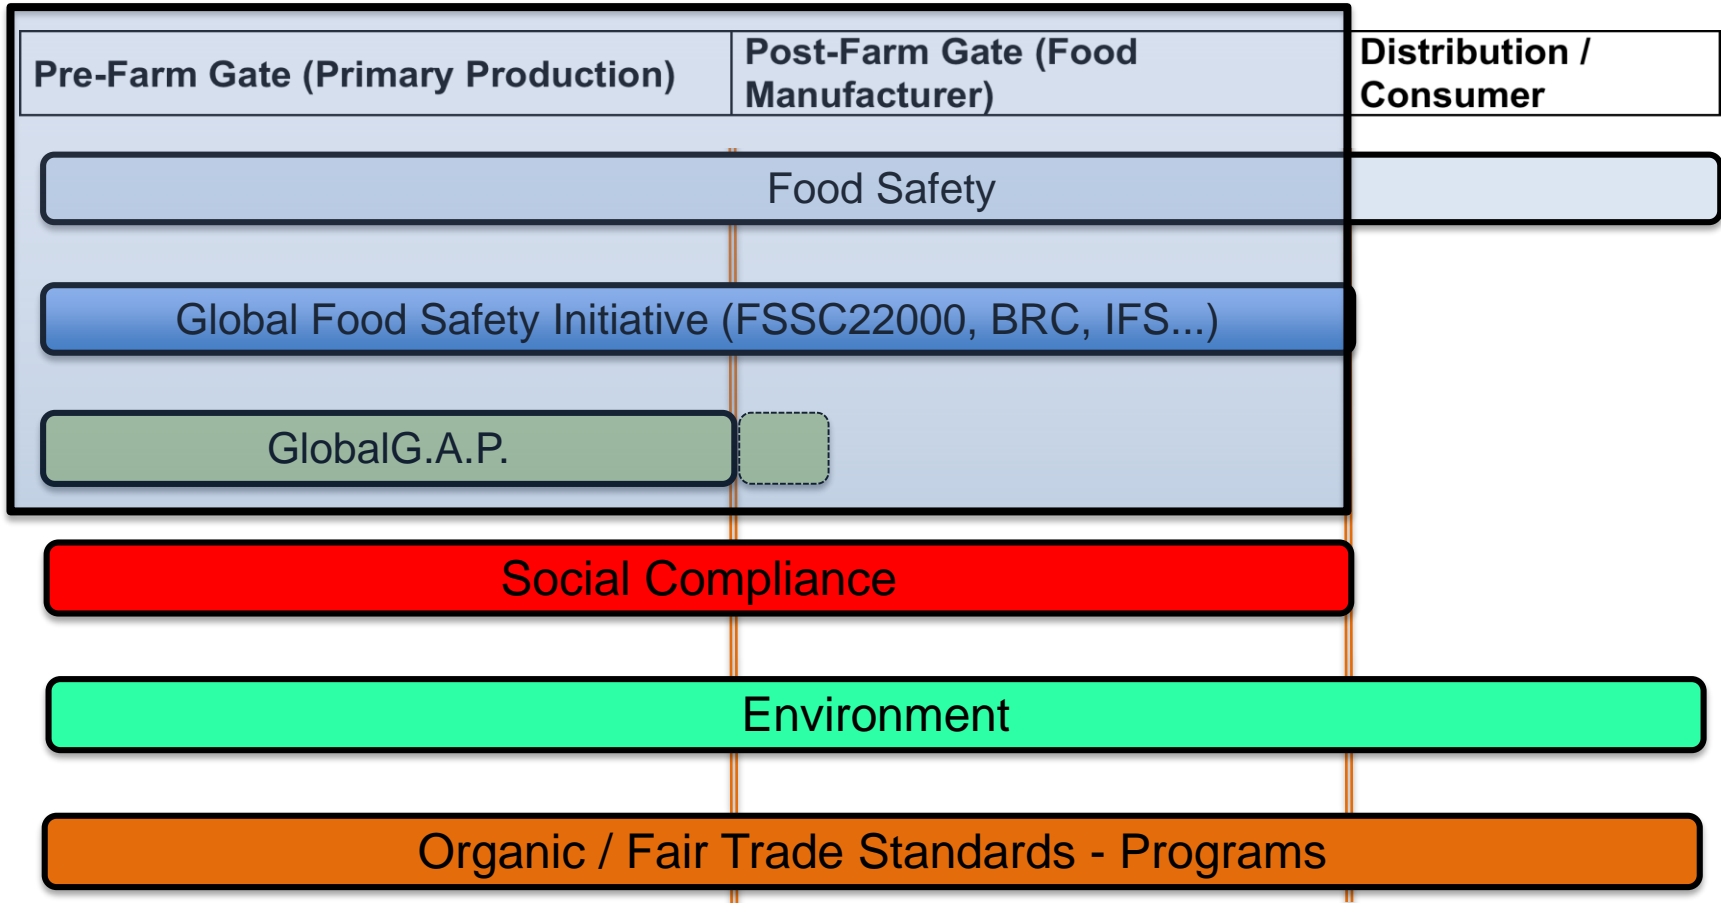 Pre-Farm Gate (Primary Production)
Post-Farm Gate (Food
Manufacturer)
Distribution /
Consumer
Food Safety
Global Food Safety Initiative (FSSC22000, BRC, IFS...)
GlobalG.A.P.
Social Compliance
Environment
Organic / Fair Trade Standards - Programs